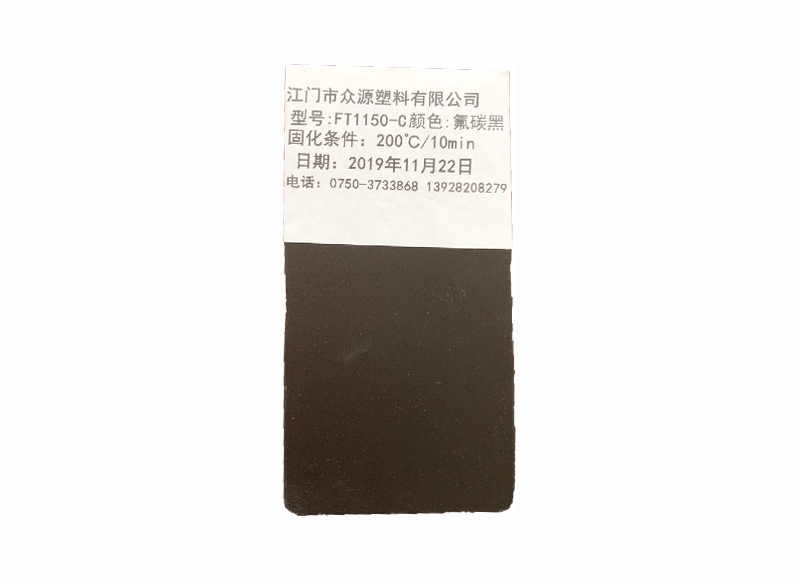 江门市众源塑料有限公司
型号:FT1150-C颜色:氟碳黑
固化条件: 200℃/10min
日期: 2019年11月22日
电话: 0750-3733868 13928208279